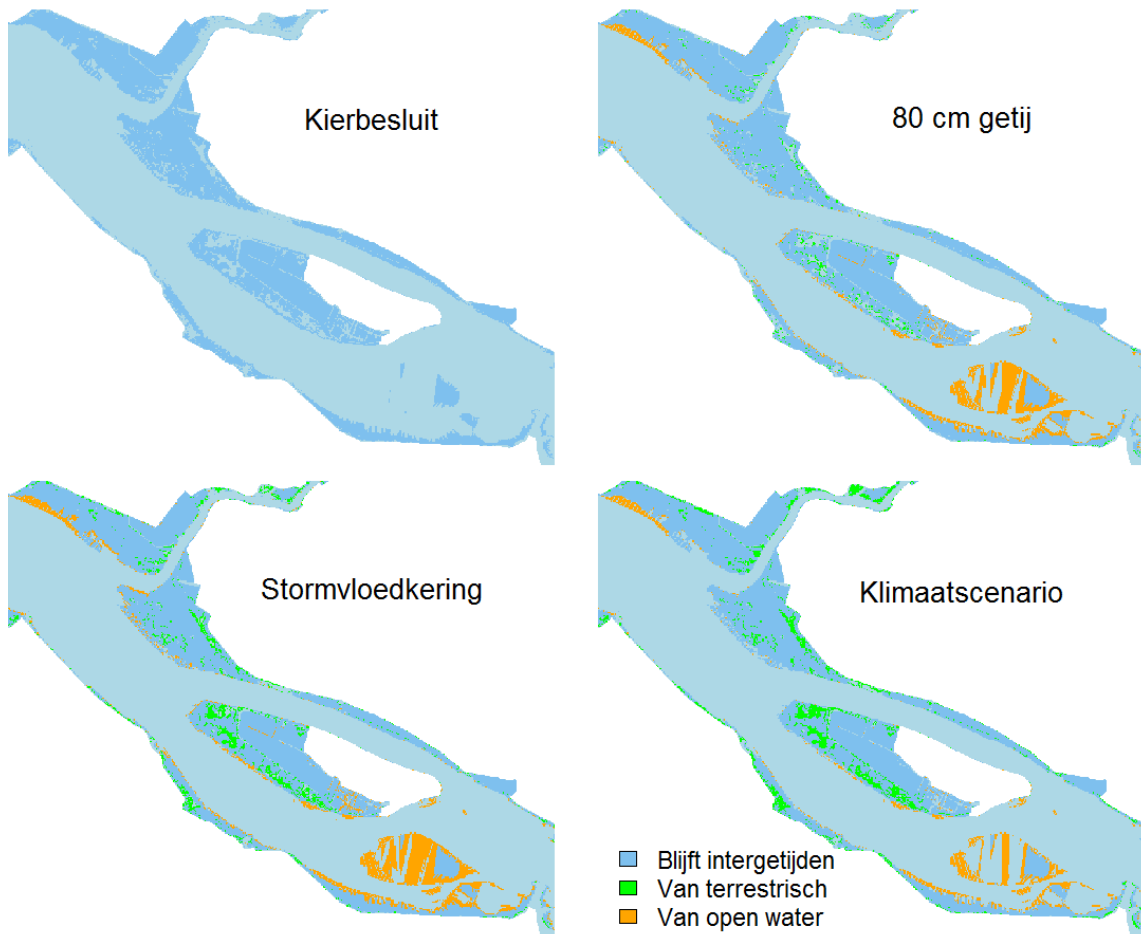 Kierbesluit
80 cm getij
Stormvloedkering
Klimaatscenario
Blijft intergetijden
Van terrestrisch
Van open water